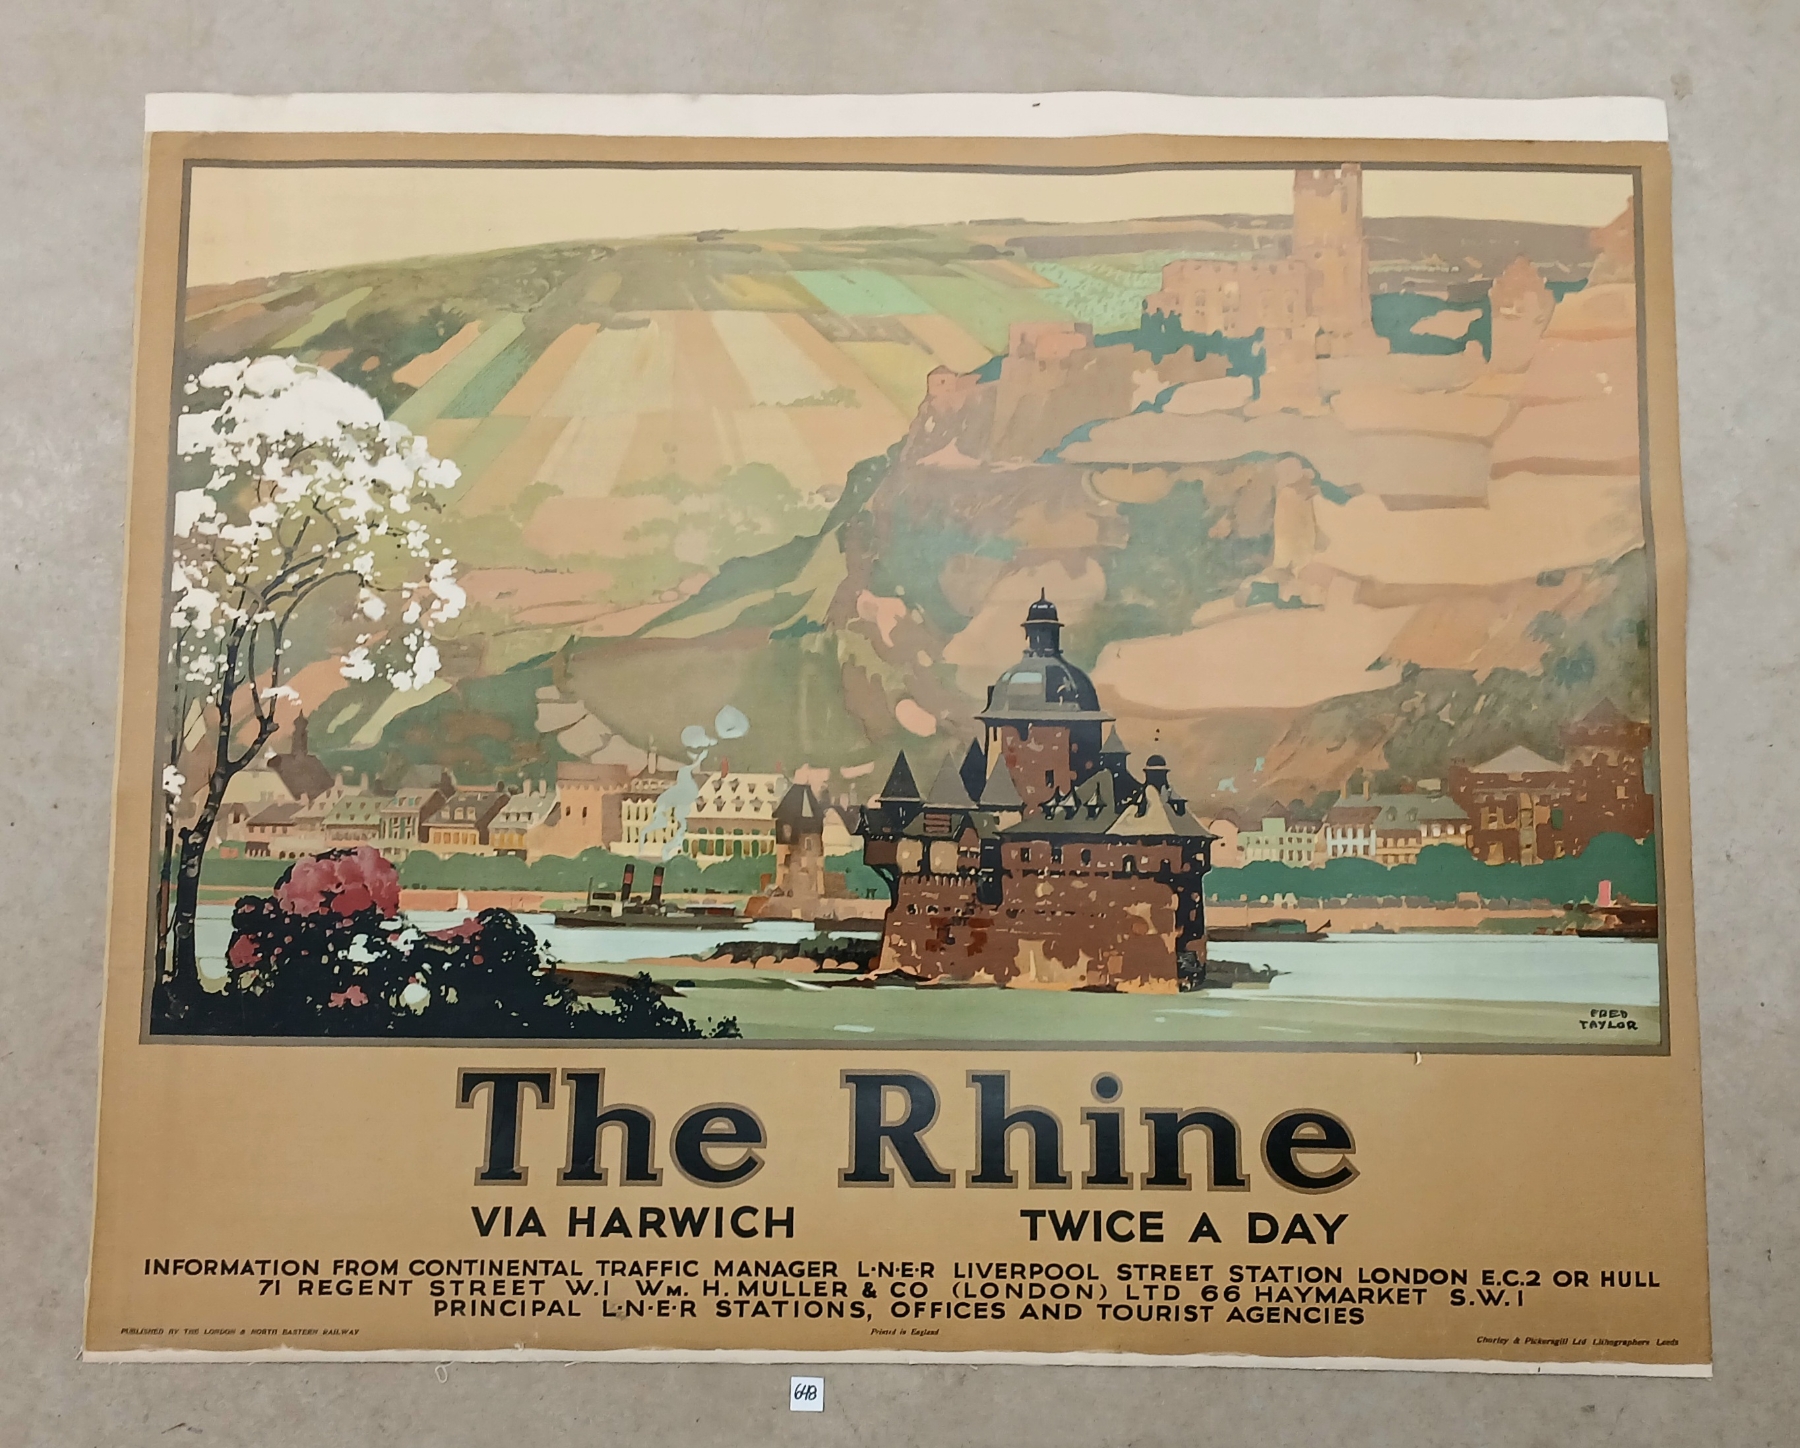 FRED
TAYLOR
The Rhine
VIA HARWICH TWICE A DAY
INFORMATION FROM CONTINENTAL TRAFFIC MANAGER L·N·E·R LIVERPOOL STREET STATION LONDON E.C.2 OR HULL
71 REGENT STREET W.1 WM. H. MULLER & CO (LONDON) LTD 66 HAYMARKET S.W.1
PRINCIPAL L·N·E·R STATIONS, OFFICES AND TOURIST AGENCIES
PUBLISHED BY THE LONDON & NORTH EASTERN RAILWAY Printed in England Chorley & Pickersgill Ltd Lithographers Leeds
648